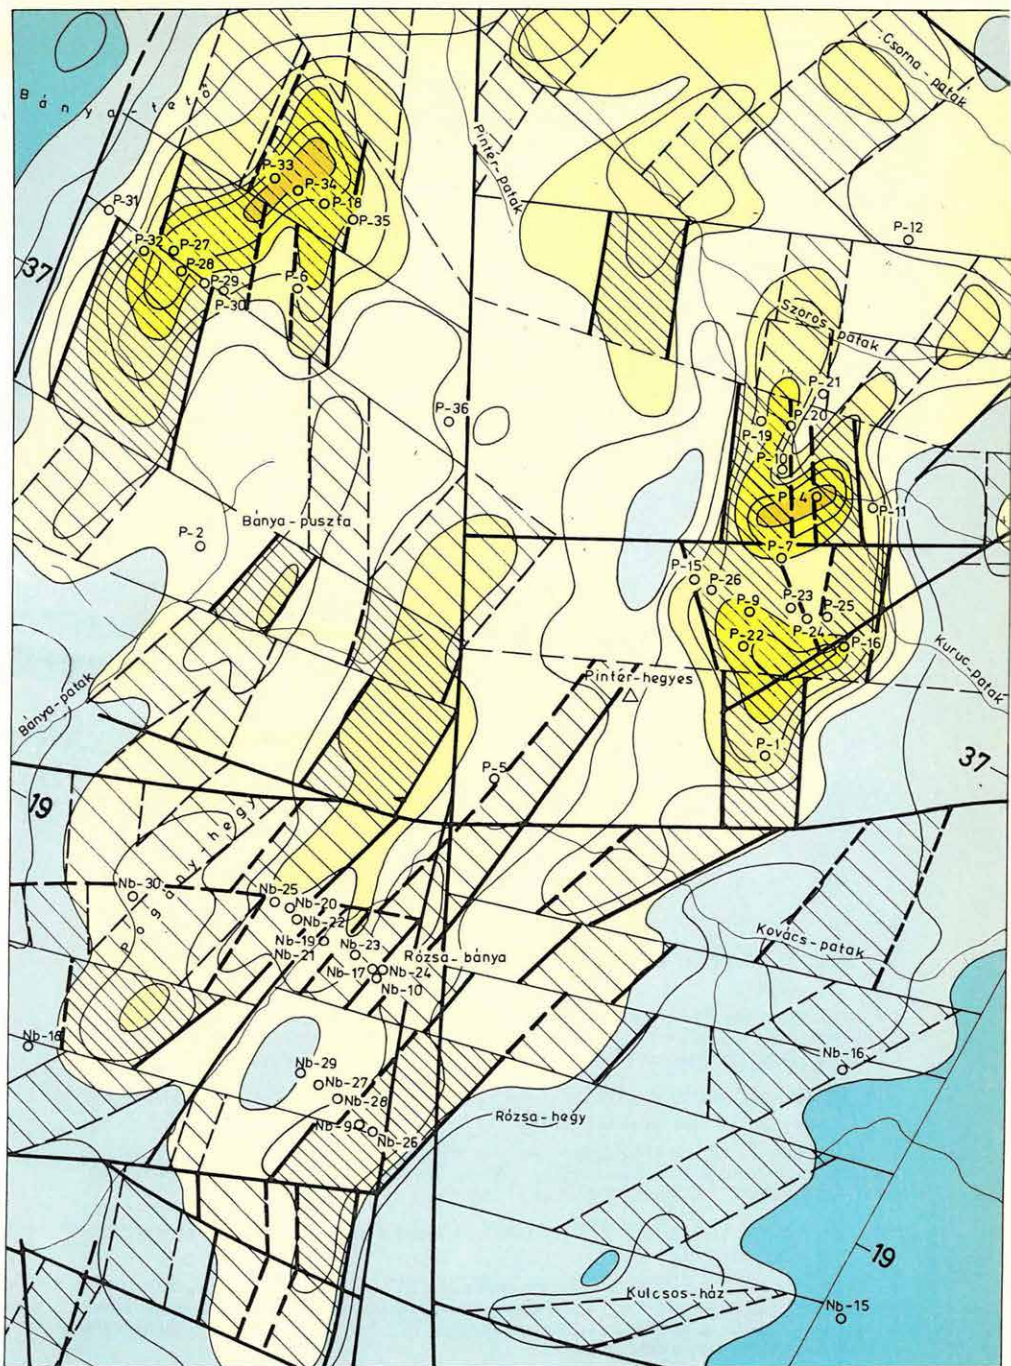 Csorna-patak
Bánya-tető
Pintér-patak
P-33
P-34
P-18
P-35
P-31
P-12
P-32
P-27
P-28
37
P-29
P-6
P-30
Szoros-patak
P-21
P-36
P-20
P-19
P-10
P-4
P-11
Bánya-puszta
P-2
P-7
P-15
P-26
P-9
P-23
P-25
P-24
P-22
P-16
Kuruc-patak
Pintér-hegyes
Bánya-patak
P-1
P-5
37
19
Pogány-hegy
Nb-30
Nb-25
Nb-20
Nb-22
Nb-19
Nb-23
Nb-21
Rózsa-bánya
Nb-17
Nb-24
Nb-10
Kovács-patak
Nb-18
Nb-16
Nb-29
Nb-27
Nb-28
Rózsa-hegy
Nb-9
Nb-26
19
Kulcsos-ház
Nb-15